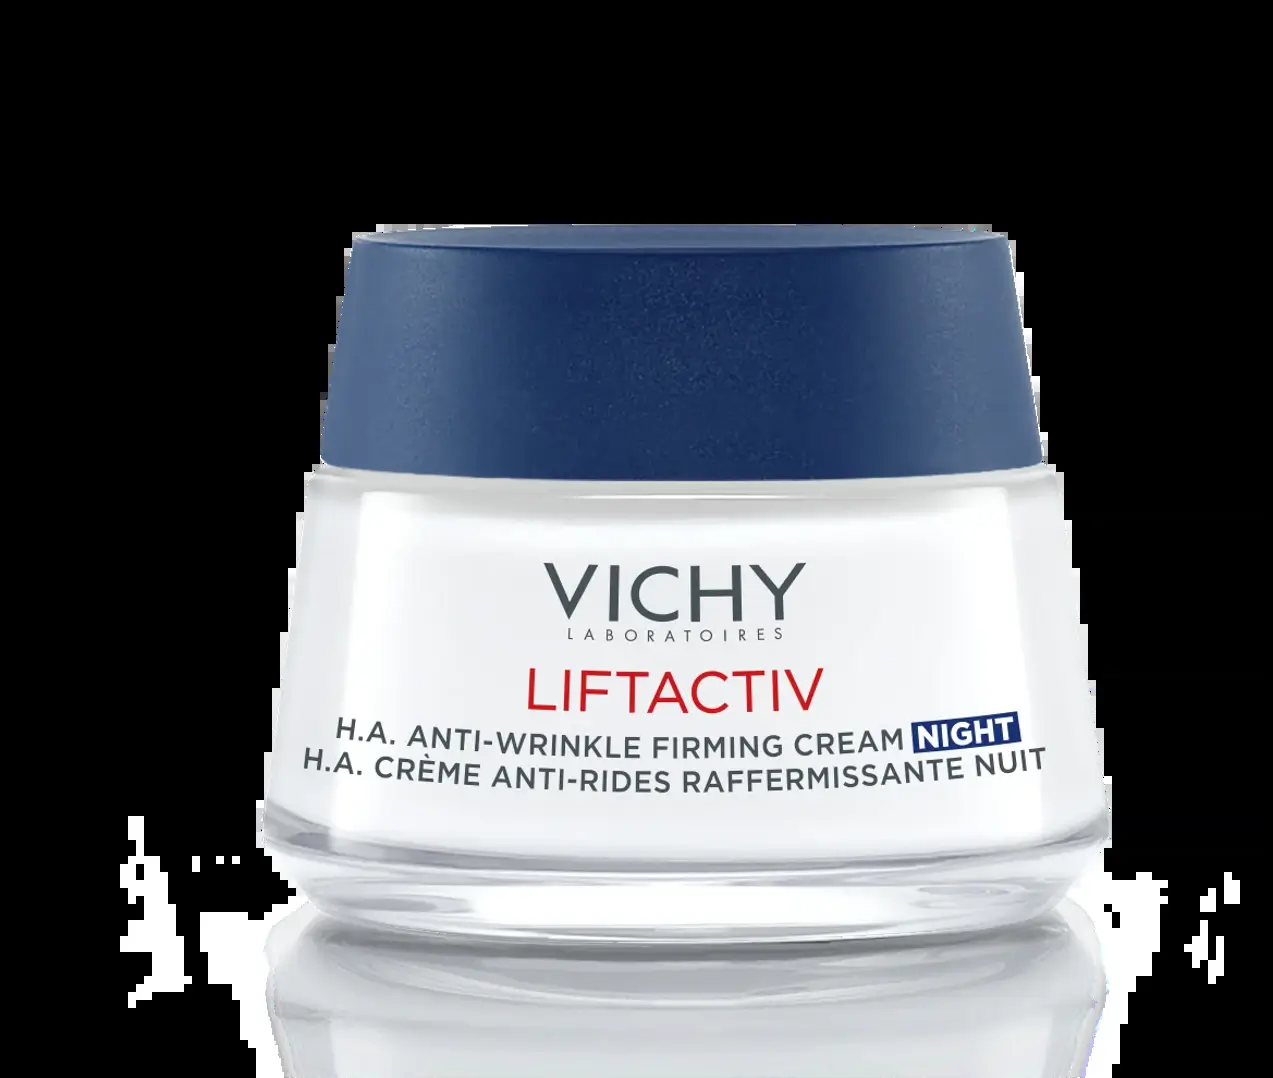 VICHY
LABORATOIRES
LIFTACTIV
H.A. ANTI-WRINKLE FIRMING CREAM NIGHT
H.A. CRÈME ANTI-RIDES RAFFERMISSANTE NUIT